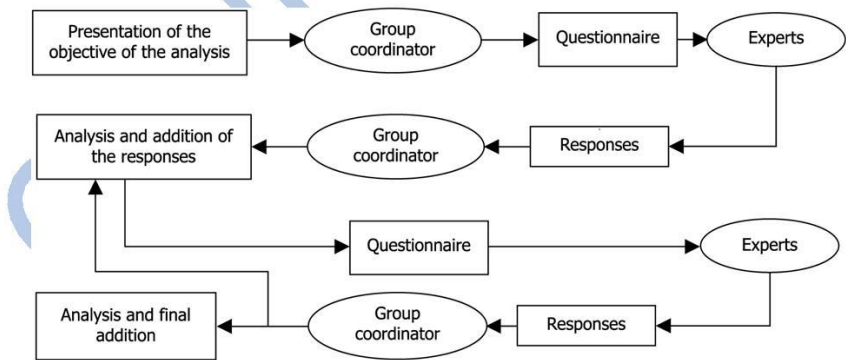 Presentation of the
objective of the analysis
Group
coordinator
Questionnaire
Experts
Analysis and addition of
the responses
Group
coordinator
Responses
Questionnaire
Experts
Analysis and final
addition
Group
coordinator
Responses